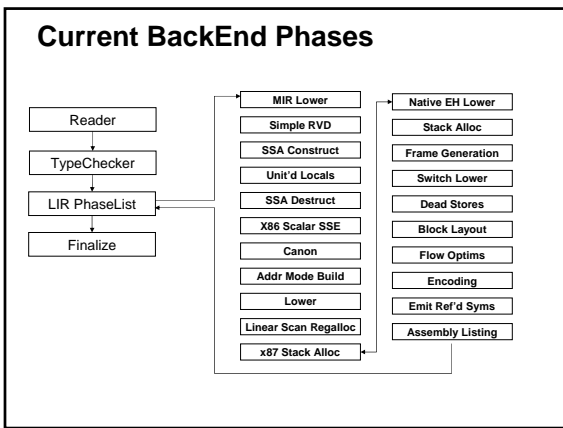 Current BackEnd Phases
Reader
TypeChecker
LIR PhaseList
Finalize
MIR Lower
Simple RVD
SSA Construct
Unit'd Locals
SSA Destruct
X86 Scalar SSE
Canon
Addr Mode Build
Lower
Linear Scan Regalloc
x87 Stack Alloc
Native EH Lower
Stack Alloc
Frame Generation
Switch Lower
Dead Stores
Block Layout
Flow Optims
Encoding
Emit Ref'd Syms
Assembly Listing